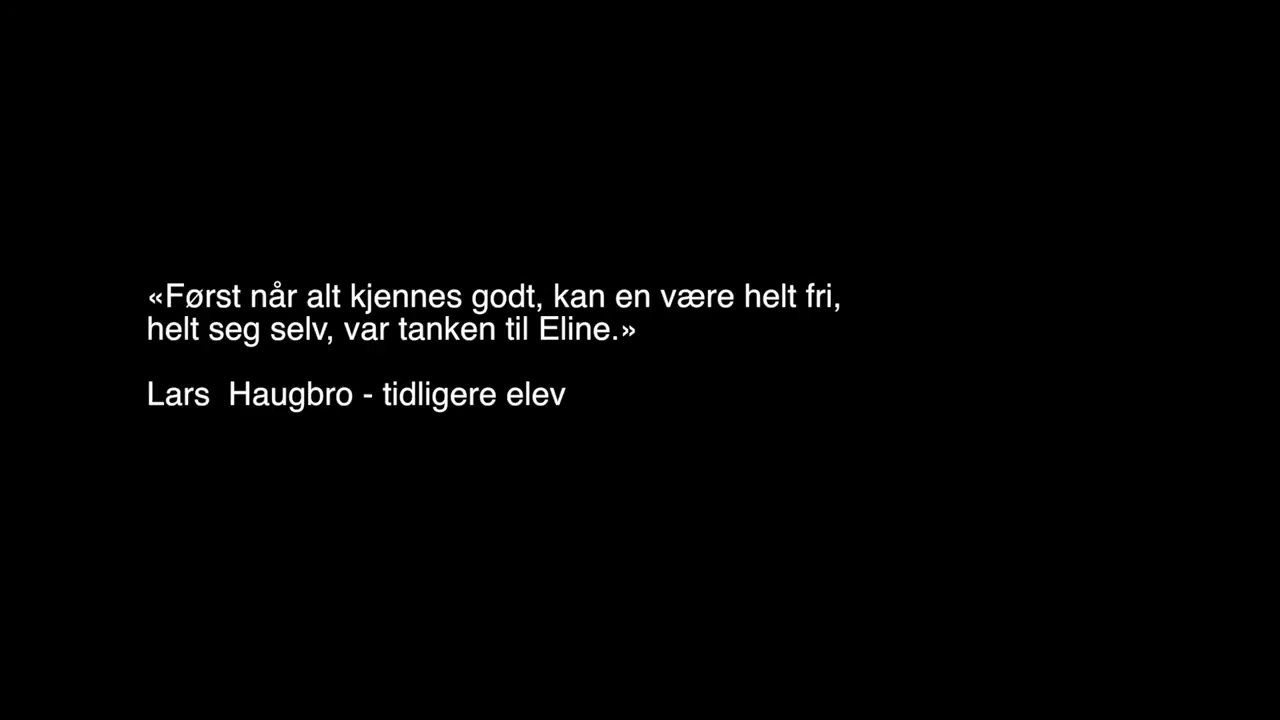 «Først når alt kjennes godt, kan en være helt fri,
helt seg selv, var tanken til Eline.»
Lars  Haugbro - tidligere elev